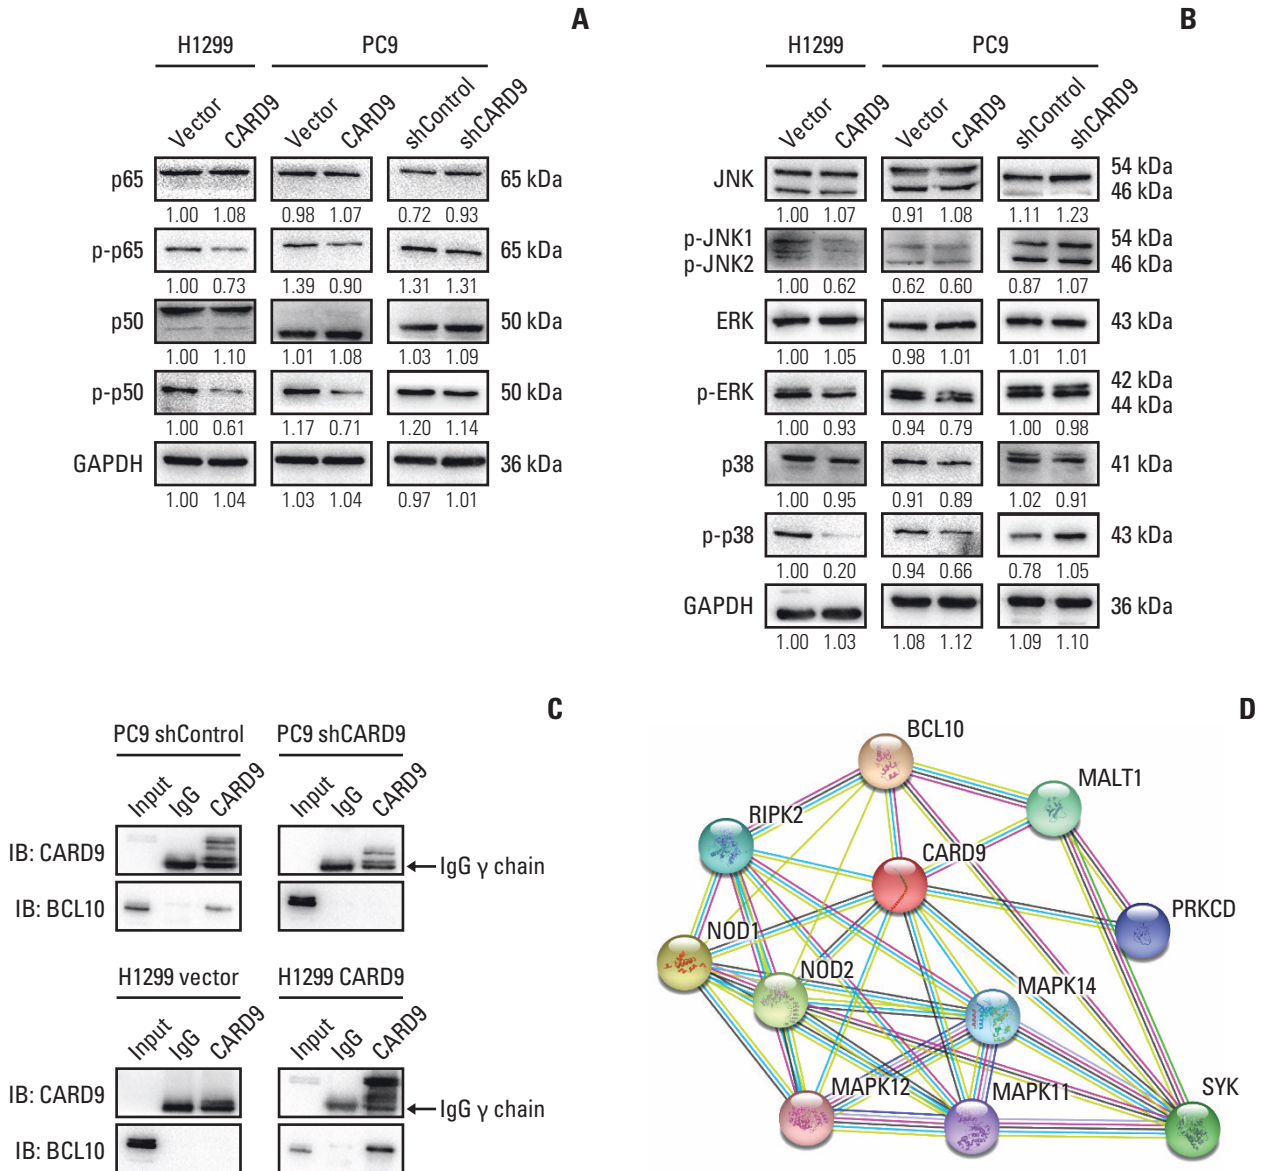 A
H1299 PC9
Vector CARD9 Vector CARD9 shControl shCARD9
p65 65 kDa
1.00 1.08 0.98 1.07 0.72 0.93
p-p65 65 kDa
1.00 0.73 1.39 0.90 1.31 1.31
p50 50 kDa
1.00 1.10 1.01 1.08 1.03 1.09
p-p50 50 kDa
1.00 0.61 1.17 0.71 1.20 1.14
GAPDH 36 kDa
1.00 1.04 1.03 1.04 0.97 1.01
B
H1299 PC9
Vector CARD9 Vector CARD9 shControl shCARD9
JNK 54 kDa
46 kDa
1.00 1.07 0.91 1.08 1.11 1.23
p-JNK1 54 kDa
p-JNK2 46 kDa
1.00 0.62 0.62 0.60 0.87 1.07
ERK 43 kDa
1.00 1.05 0.98 1.01 1.01 1.01
p-ERK 42 kDa
44 kDa
1.00 0.93 0.94 0.79 1.00 0.98
p38 41 kDa
1.00 0.95 0.91 0.89 1.02 0.91
p-p38 43 kDa
1.00 0.20 0.94 0.66 0.78 1.05
GAPDH 36 kDa
1.00 1.03 1.08 1.12 1.09 1.10
C
PC9 shControl PC9 shCARD9
Input IgG CARD9 Input IgG CARD9
IB: CARD9 IgG γ chain
IB: BCL10
H1299 vector H1299 CARD9
Input IgG CARD9 Input IgG CARD9
IB: CARD9 IgG γ chain
IB: BCL10
D
BCL10
MALT1
RIPK2
CARD9
PRKCD
NOD1
NOD2
MAPK14
MAPK12
MAPK11
SYK